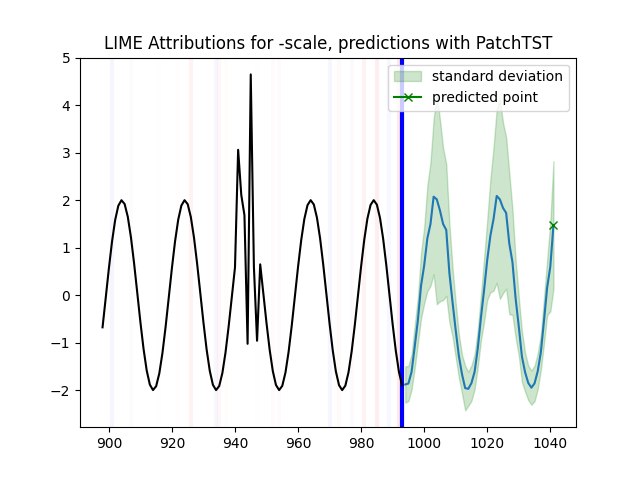 LIME Attributions for -scale, predictions with PatchTST
standard deviation
predicted point
5
4
3
2
1
0
−1
−2
900 920 940 960 980 1000 1020 1040